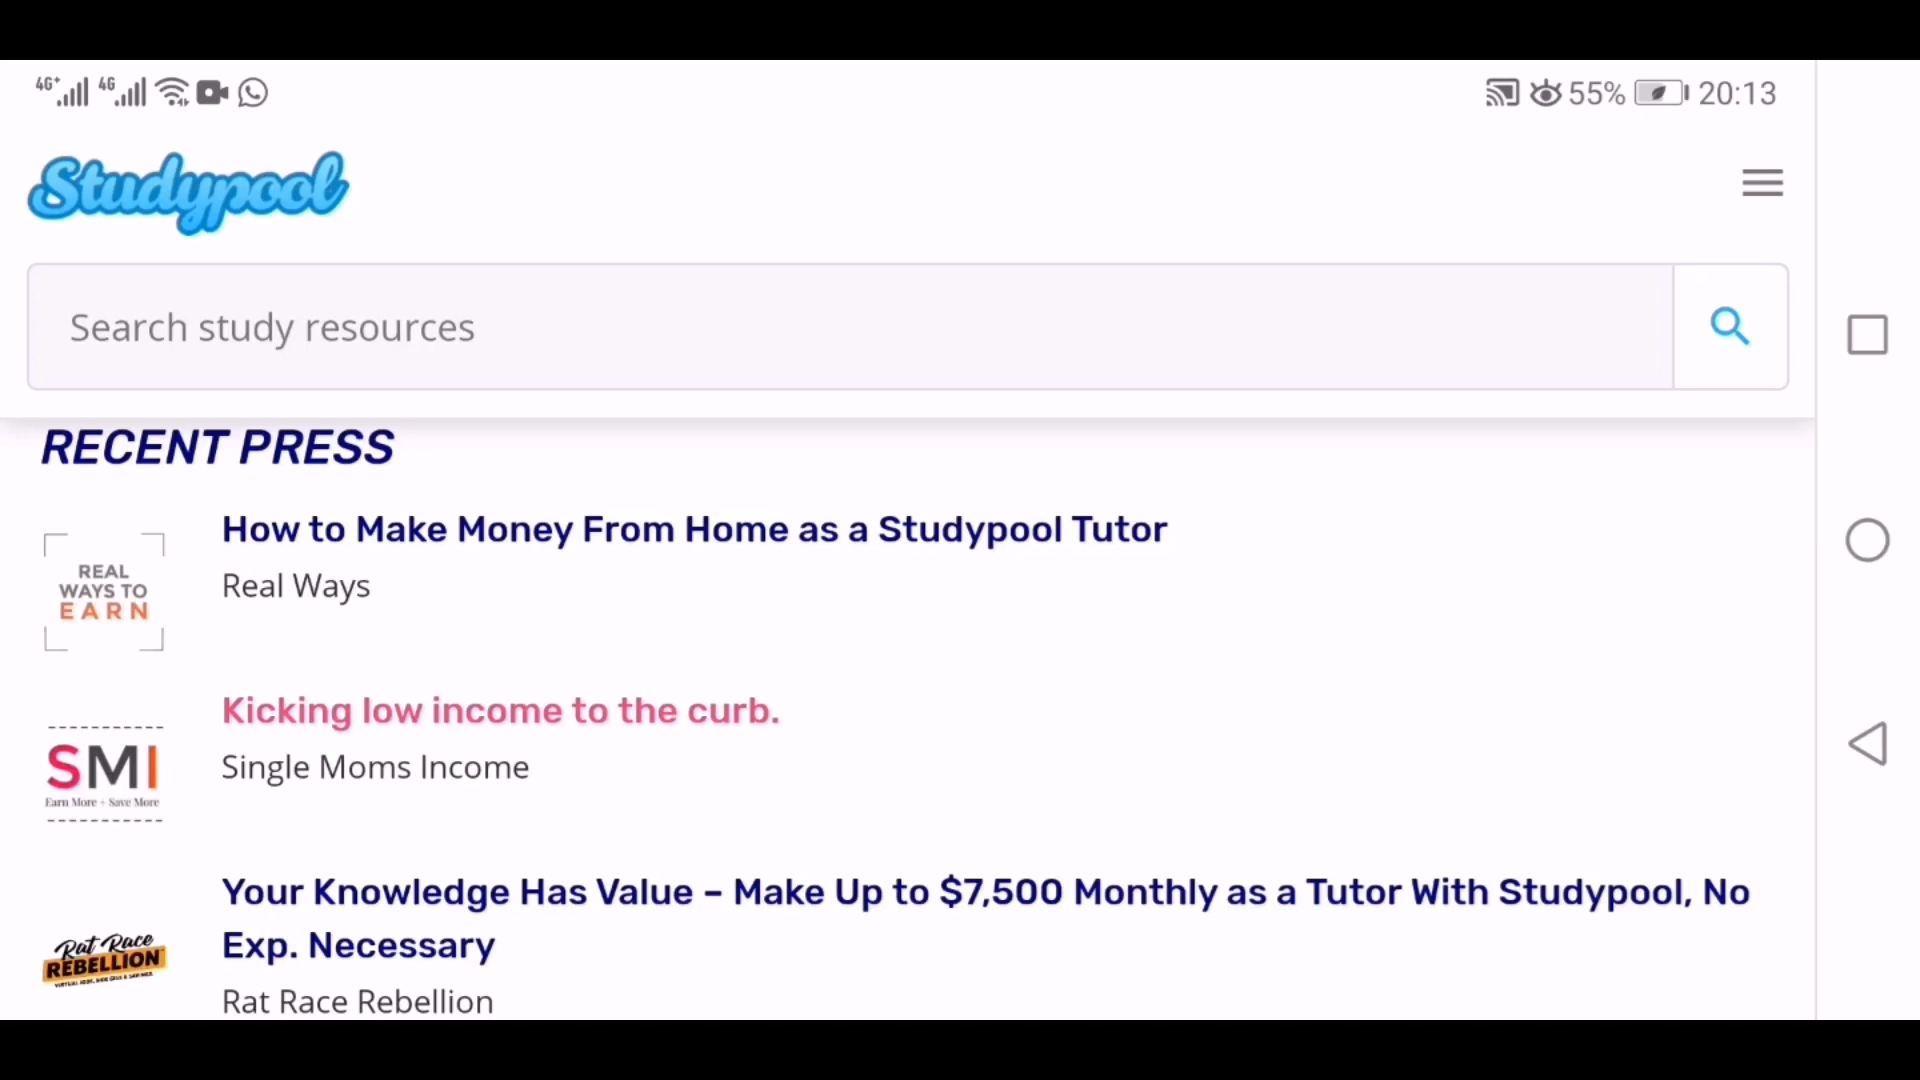 4G+ 4G 55% 20:13
Studypool
Search study resources
RECENT PRESS
How to Make Money From Home as a Studypool Tutor
Real Ways
REAL
WAYS TO
EARN
Kicking low income to the curb.
Single Moms Income
SMI
Earn More + Save More
Your Knowledge Has Value – Make Up to $7,500 Monthly as a Tutor With Studypool, No
Exp. Necessary
Rat Race Rebellion
Rat Race
REBELLION